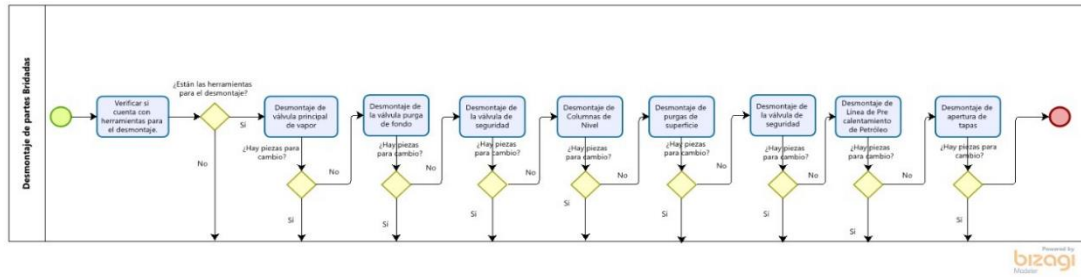 Desmontaje de partes Bridadas
Verificar si
cuenta con
herramientas para
el desmontaje.
¿Están las herramientas
para el desmontaje?
Si
No
Desmontaje de
válvula principal
de vapor
¿Hay piezas para
cambio?
No
Si
Desmontaje de
la válvula purga
de fondo
¿Hay piezas
para cambio?
No
Si
Desmontaje de
la válvula de
seguridad
¿Hay piezas
para cambio?
No
Si
Desmontaje de
Columnas de
Nivel
¿Hay piezas
para cambio?
No
Si
Desmontaje de
purgas de
superficie
¿Hay piezas
para cambio?
No
Si
Desmontaje de
la válvula de
seguridad
¿Hay piezas
para cambio?
No
Si
Desmontaje de
Línea de Pre
calentamiento
de Petróleo
¿Hay piezas
para cambio?
No
Si
Desmontaje de
apertura de
tapas
¿Hay piezas
para cambio?
Si
Powered by
bizagi
Modeler